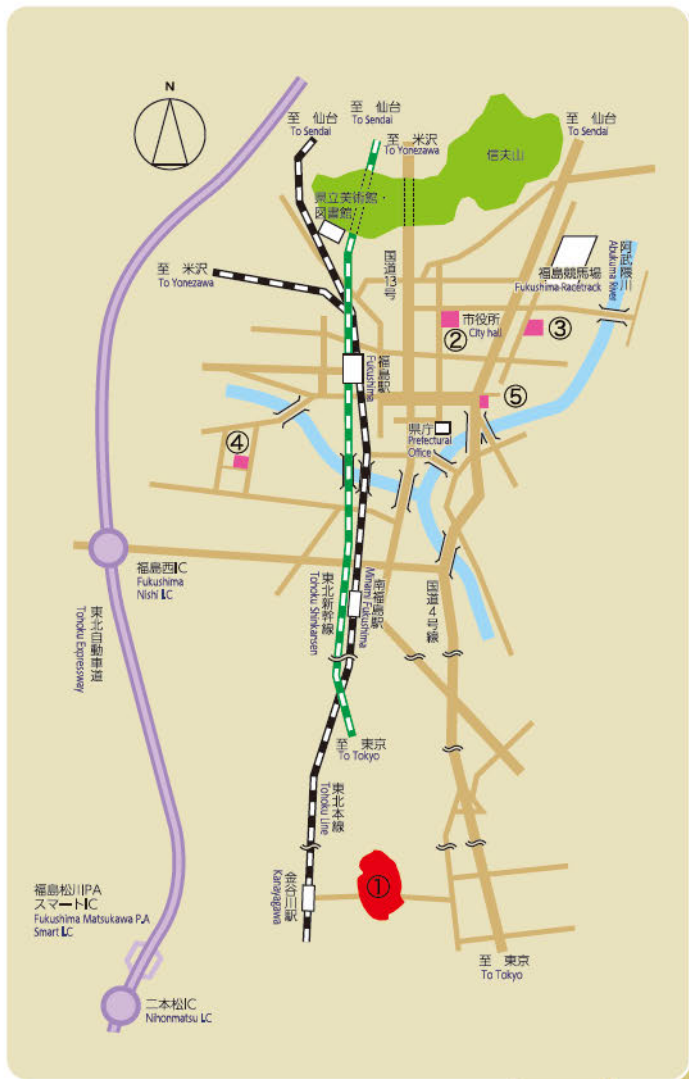 N
至 仙台
To Sendai
至 仙台
To Sendai
至 米沢
To Yonezawa
信夫山
至 仙台
To Sendai
県立美術館・
図書館
至 米沢
To Yonezawa
国道13号
福島競馬場
Fukushima Racetrack
阿武隈川
Abukuma River
市役所
City hall
②
③
福島駅
Fukushima
⑤
県庁
Prefectural
Office
④
福島西IC
Fukushima
Nishi I.C
東北自動車道
Tohoku Expressway
東北新幹線
Tohoku Shinkansen
南福島駅
Minami Fukushima
国道4号線
至 東京
To Tokyo
東北本線
Tohoku Line
①
金谷川駅
Kanayagawa
福島松川PA
スマートIC
Fukushima Matsukawa P.A
Smart I.C
至 東京
To Tokyo
二本松IC
Nihonmatsu I.C